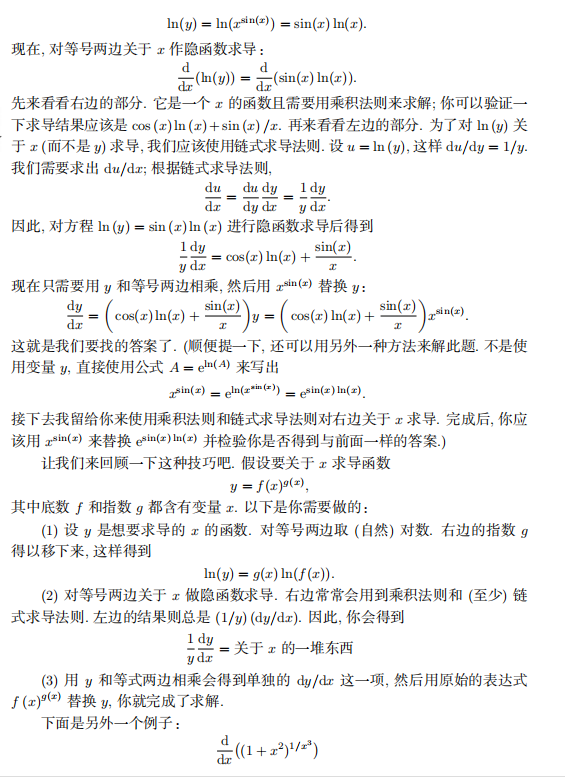 ln(y) = ln(x^{sin(x)}) = sin(x) ln(x).
现在, 对等号两边关于 x 作隐函数求导:
d/dx (ln(y)) = d/dx (sin(x) ln(x)).
先来看看右边的部分. 它是一个 x 的函数且需要用乘积法则来求解; 你可以验证一
下求导结果应该是 cos (x) ln (x) + sin (x) /x. 再来看看左边的部分. 为了对 ln (y) 关
于 x (而不是 y) 求导, 我们应该使用链式求导法则. 设 u = ln (y), 这样 du/dy = 1/y.
我们需要求出 du/dx; 根据链式求导法则,
du/dx = du/dy dy/dx = 1/y dy/dx.
因此, 对方程 ln (y) = sin (x) ln (x) 进行隐函数求导后得到
1/y dy/dx = cos(x) ln(x) + sin(x)/x.
现在只需要用 y 和等号两边相乘, 然后用 x^{sin(x)} 替换 y:
dy/dx = (cos(x) ln(x) + sin(x)/x) y = (cos(x) ln(x) + sin(x)/x) x^{sin(x)}.
这就是我们要找的答案了. (顺便提一下, 还可以用另外一种方法来解此题. 不是使
用变量 y, 直接使用公式 A = e^{ln(A)} 来写出
x^{sin(x)} = e^{ln(x^{sin(x)})} = e^{sin(x) ln(x)}.
接下去我留给你来使用乘积法则和链式求导法则对右边关于 x 求导. 完成后, 你应
该用 x^{sin(x)} 来替换 e^{sin(x) ln(x)} 并检验你是否得到与前面一样的答案.)
让我们来回顾一下这种技巧吧. 假设要关于 x 求导函数
y = f(x)^{g(x)},
其中底数 f 和指数 g 都含有变量 x. 以下是你需要做的:
(1) 设 y 是想要求导的 x 的函数. 对等号两边取 (自然) 对数. 右边的指数 g
得以移下来, 这样得到
ln(y) = g(x) ln(f(x)).
(2) 对等号两边关于 x 做隐函数求导. 右边常常会用到乘积法则和 (至少) 链
式求导法则. 左边的结果则总是 (1/y) (dy/dx). 因此, 你会得到
1/y dy/dx = 关于 x 的一堆东西
(3) 用 y 和等式两边相乘会得到单独的 dy/dx 这一项, 然后用原始的表达式
f (x)^{g(x)} 替换 y, 你就完成了求解.
下面是另外一个例子:
d/dx ((1 + x^2)^{1/x^3})